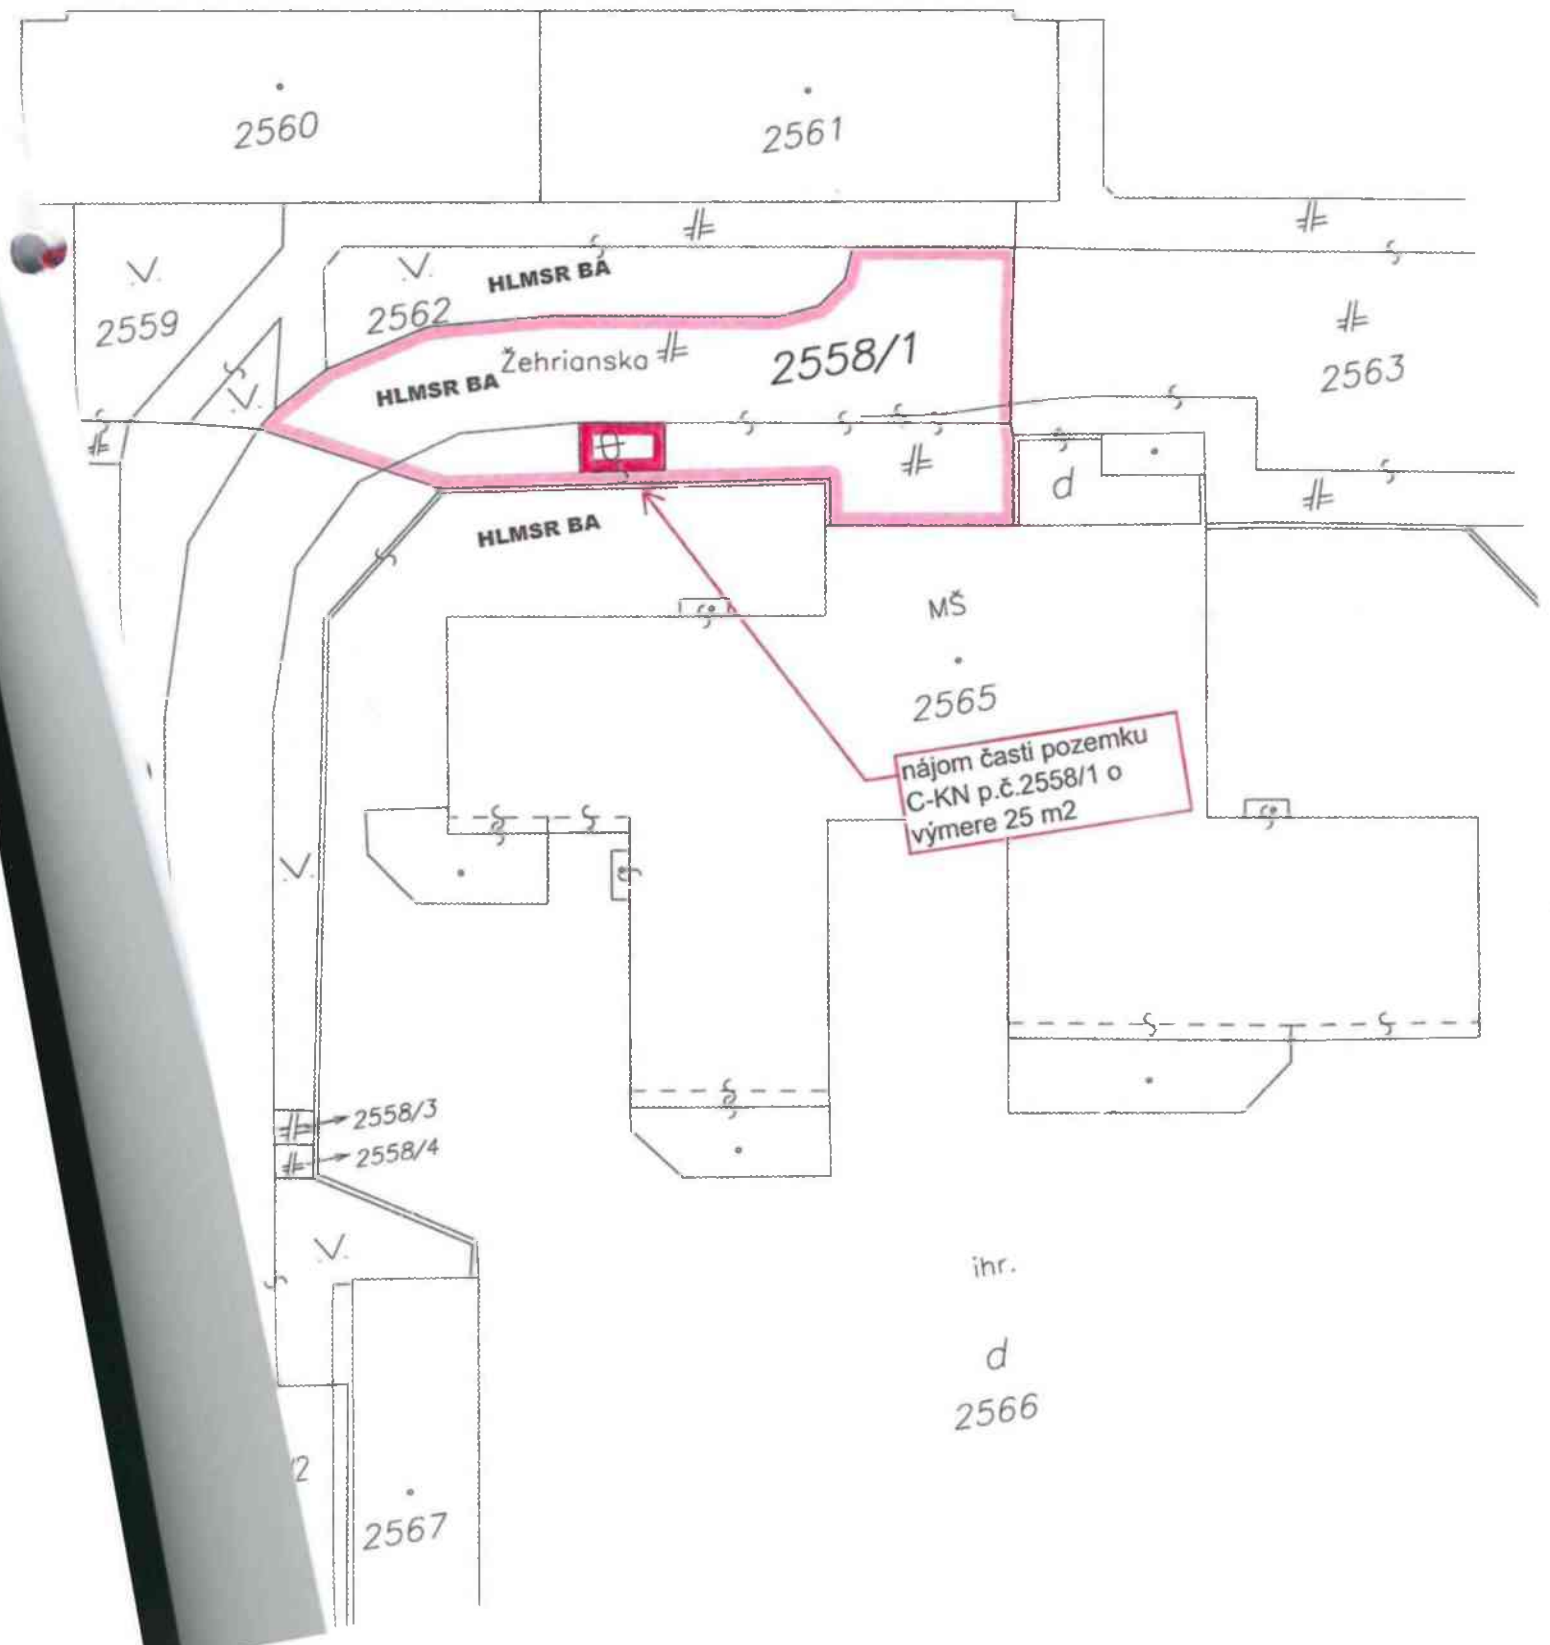 2560
2561
V.
2559
V.
2562
HLMSR BA
Žehrianska
2558/1
HLMSR BA
V.
2563
d
HLMSR BA
MŠ
2565
nájom časti pozemku
C-KN p.č.2558/1 o
výmere 25 m2
V.
2558/3
2558/4
V.
ihr.
d
2566
/2
2567